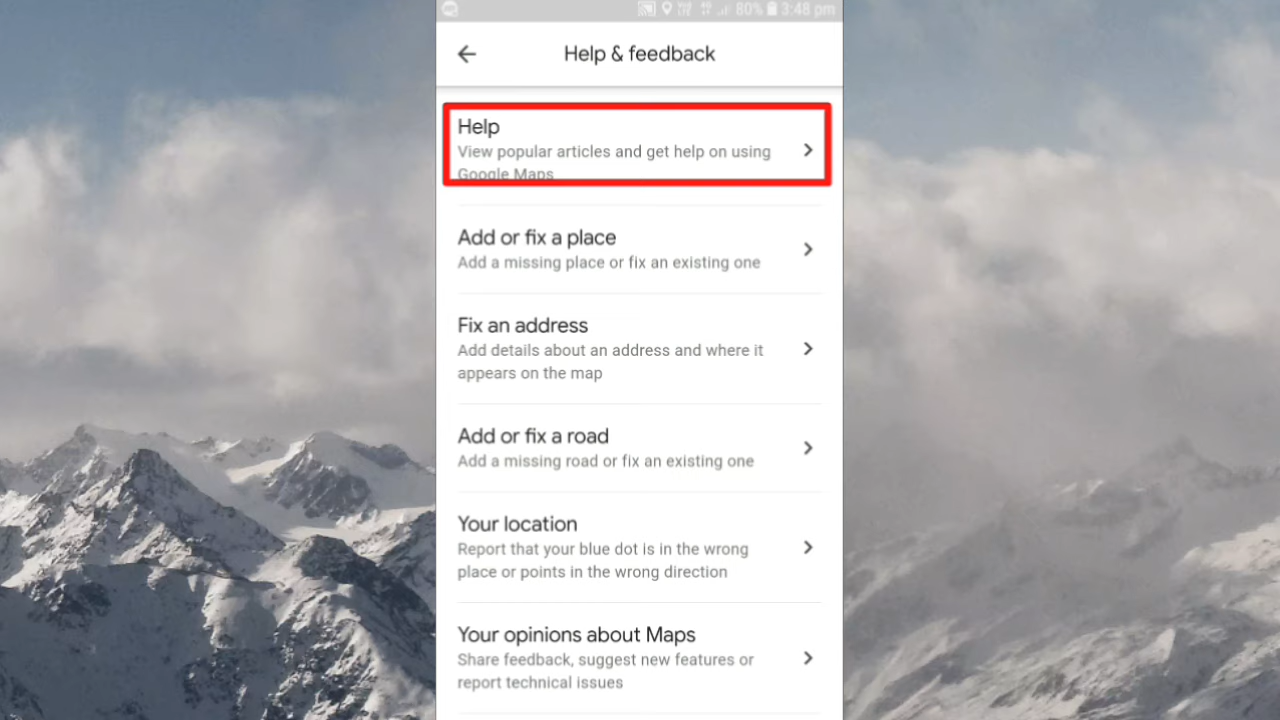 80% 3:48 pm
Help & feedback
Help
View popular articles and get help on using
Google Maps
Add or fix a place
Add a missing place or fix an existing one
Fix an address
Add details about an address and where it
appears on the map
Add or fix a road
Add a missing road or fix an existing one
Your location
Report that your blue dot is in the wrong
place or points in the wrong direction
Your opinions about Maps
Share feedback, suggest new features or
report technical issues